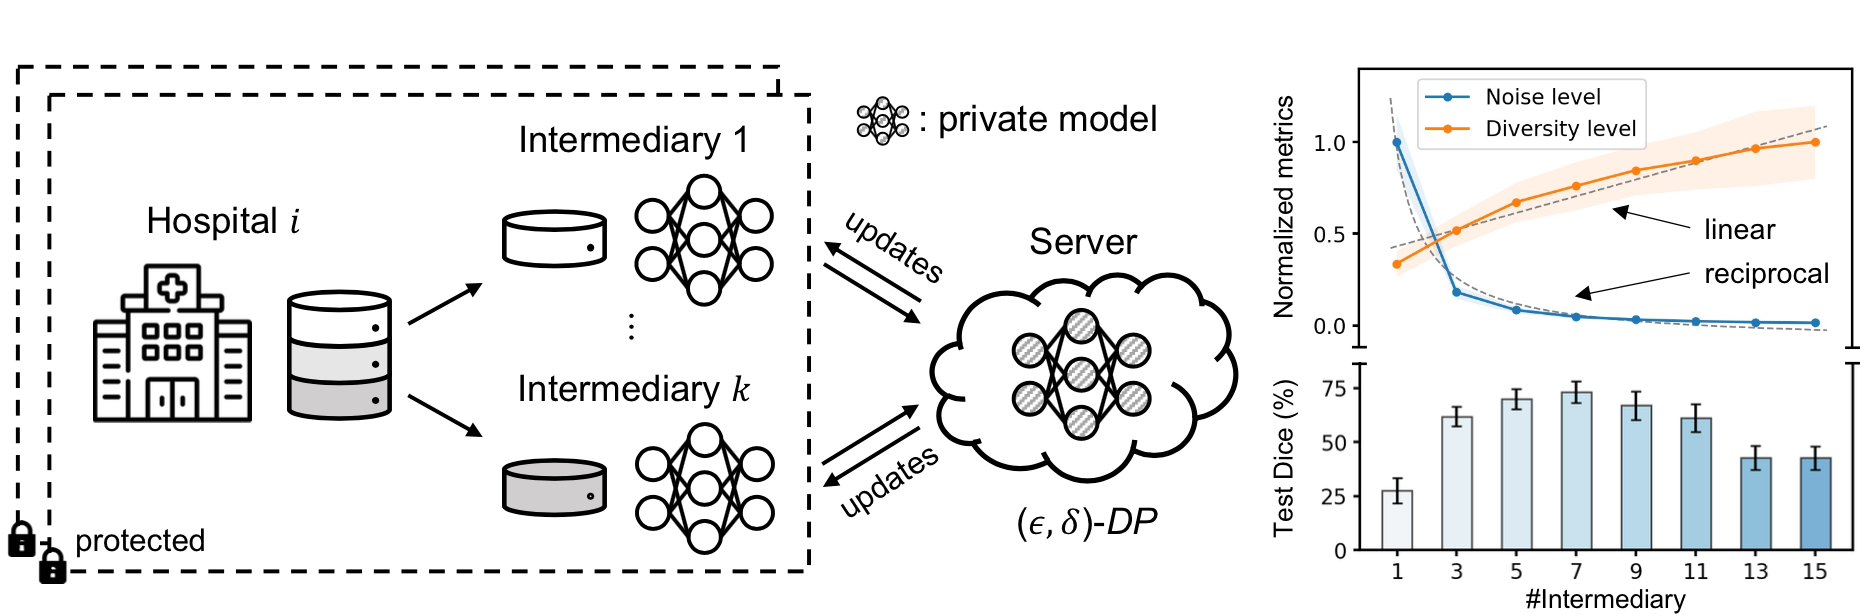 Hospital i
Intermediary 1
⋮
Intermediary k
protected
: private model
updates
Server
updates
(ϵ, δ)-DP
Normalized metrics
1.0
0.5
0.0
Noise level
Diversity level
linear
reciprocal
Test Dice (%)
75
50
25
0
1 3 5 7 9 11 13 15
#Intermediary